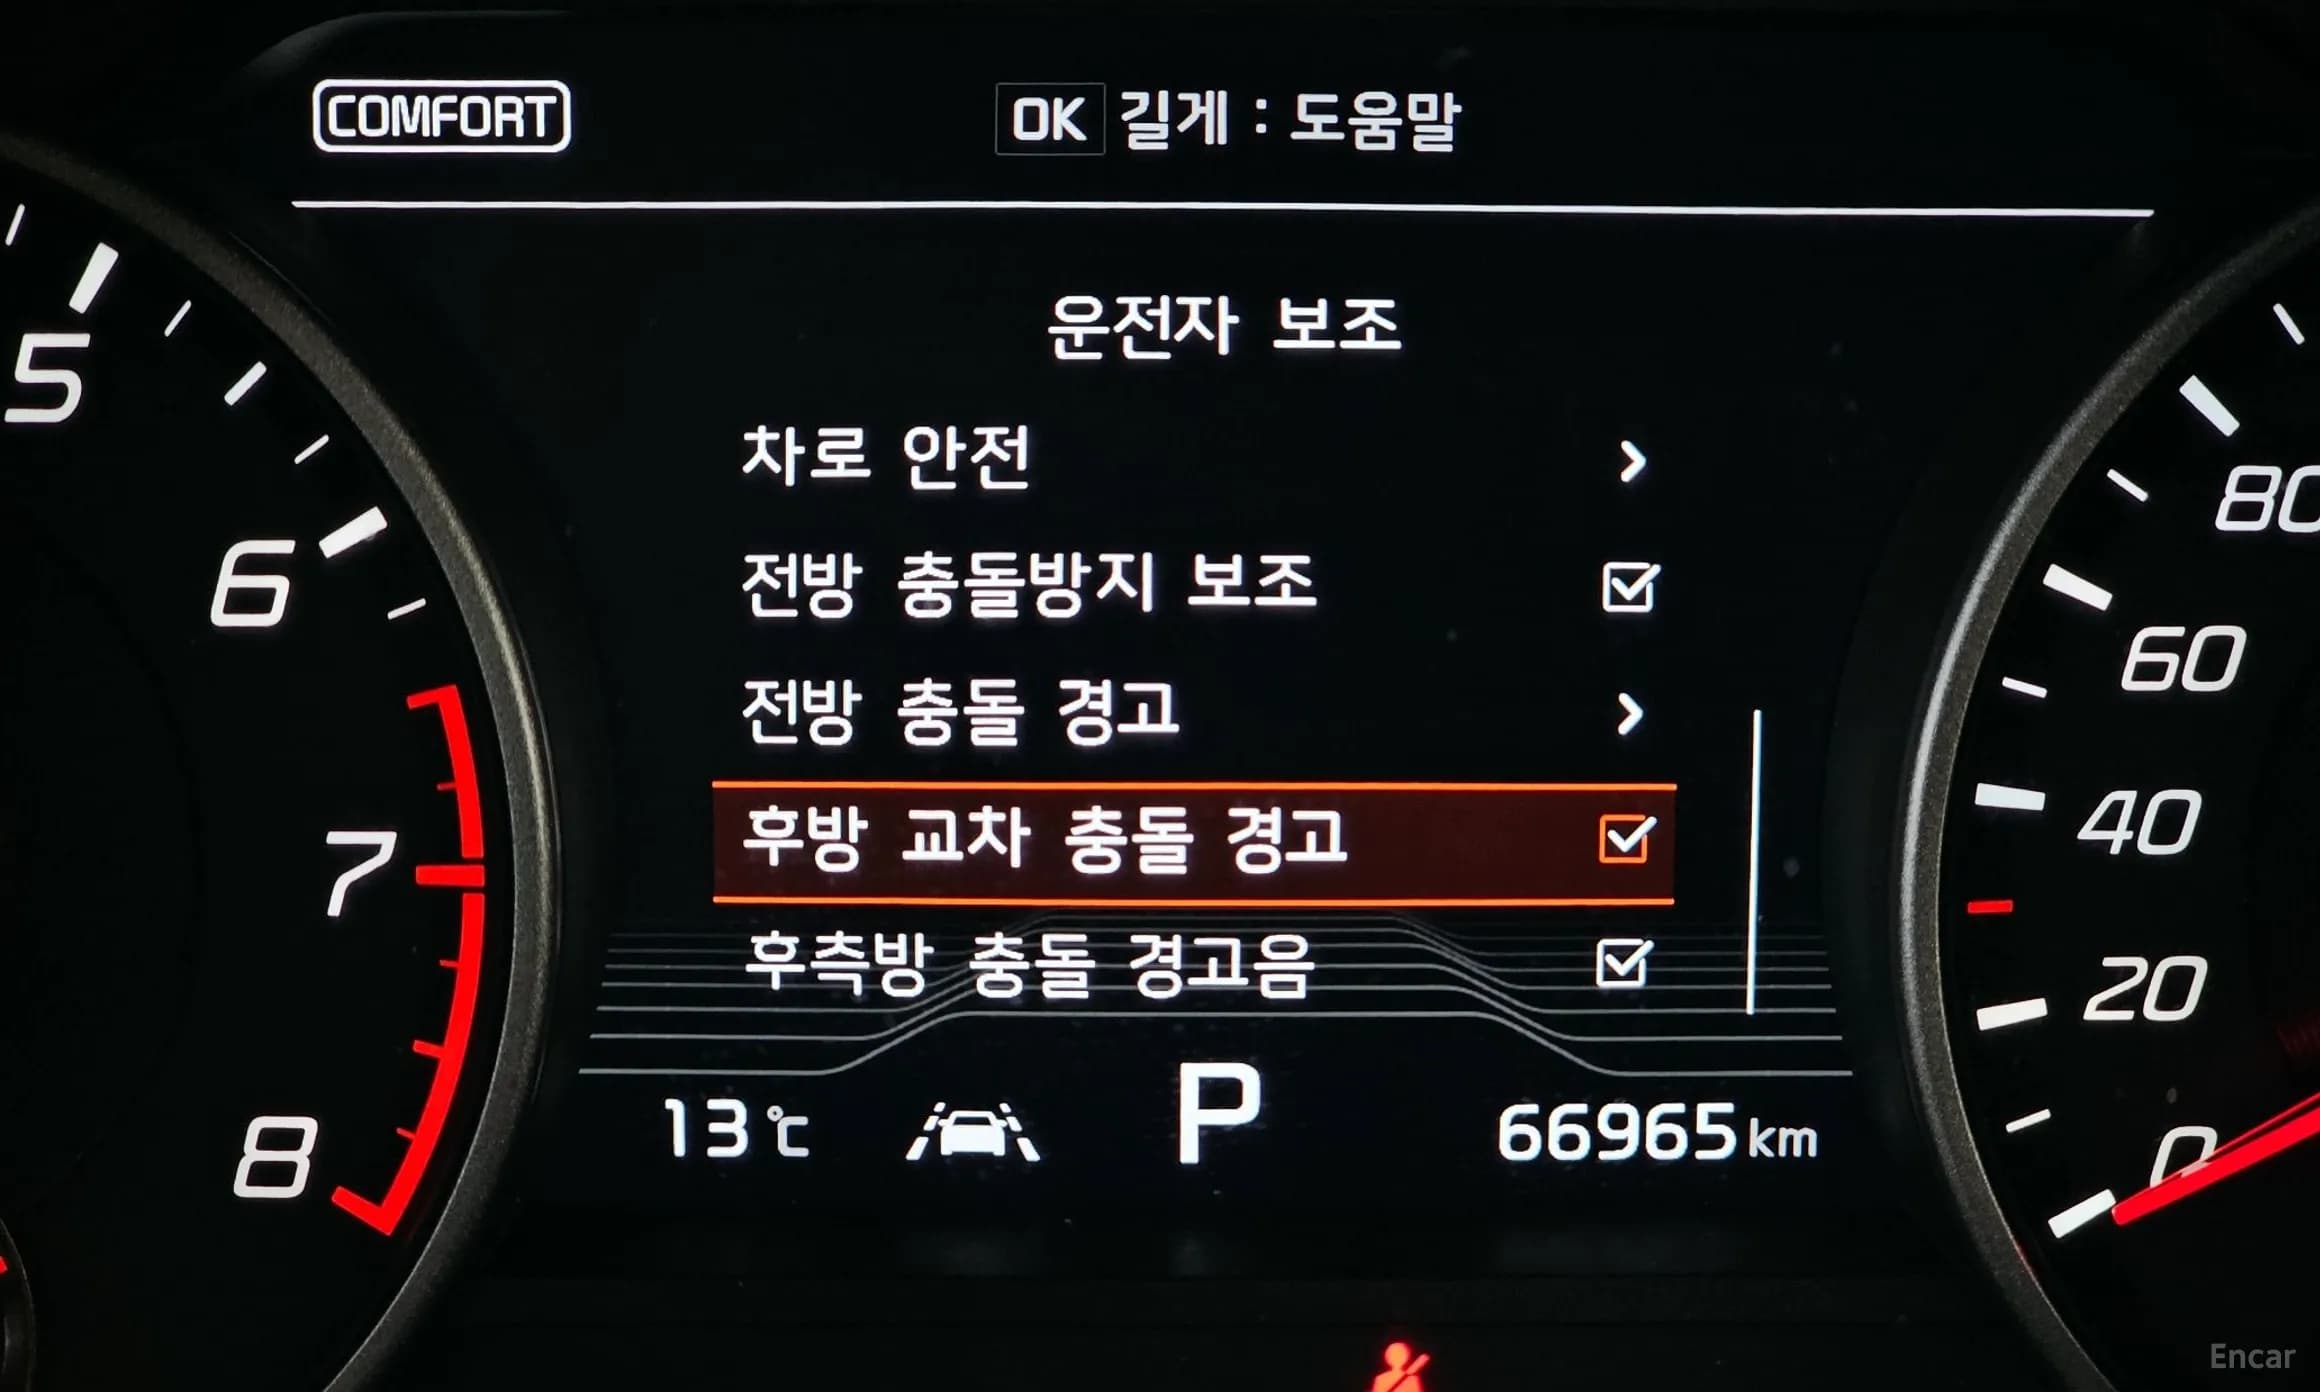 COMFORT
OK 길게 : 도움말
운전자 보조
차로 안전
전방 충돌방지 보조
전방 충돌 경고
후방 교차 충돌 경고
후측방 충돌 경고음
13℃ P 66965km
5
6
7
8
80
60
40
20
0
Encar